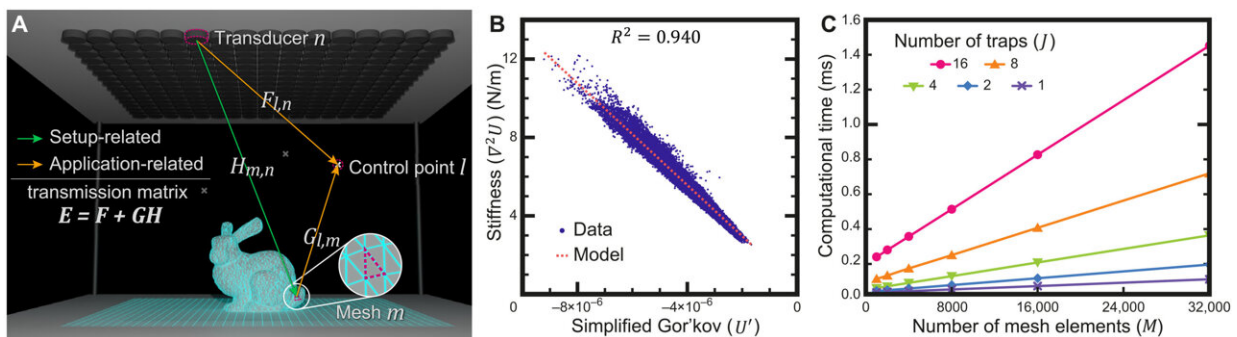 A
Transducer n
F_{l,n}
Setup-related
Application-related
H_{m,n}
Control point l
transmission matrix
E = F + GH
G_{l,m}
Mesh m
B
R² = 0.940
Stiffness (∇²U) (N/m)
12
8
4
0
Data
Model
−8×10⁻⁶
−4×10⁻⁶
0
Simplified Gor'kov (U′)
C
Computational time (ms)
1.6
1.4
1.2
1.0
0.8
0.6
0.4
0.2
0.0
Number of traps (J)
16 8
4 2 1
0 8000 16,000 24,000 32,000
Number of mesh elements (M)